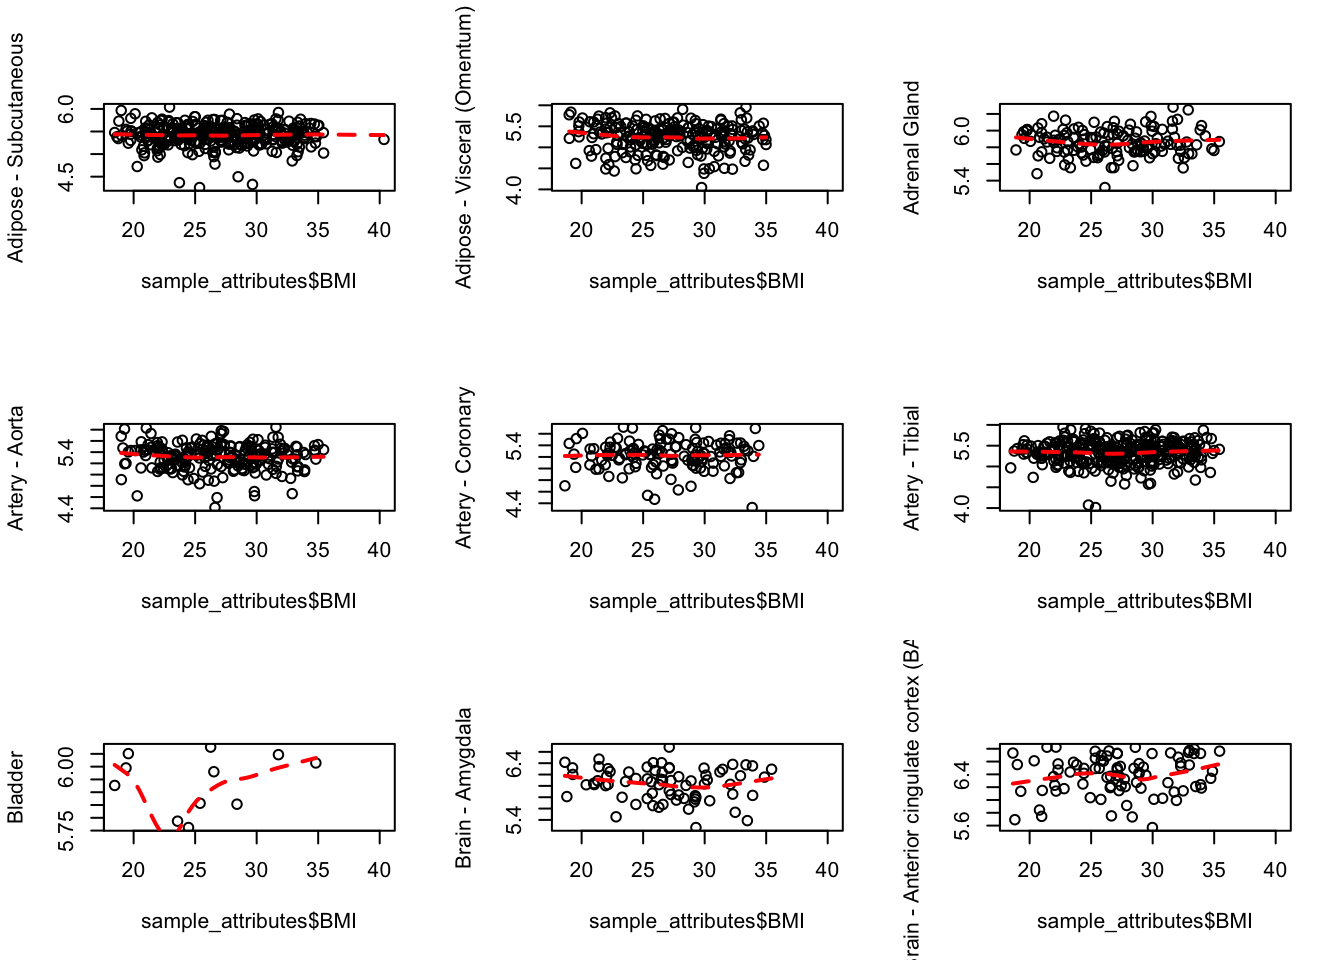 Adipose - Subcutaneous
6.0
4.5
20 25 30 35 40
sample_attributes$BMI
Adipose - Visceral (Omentum)
5.5
4.0
20 25 30 35 40
sample_attributes$BMI
Adrenal Gland
6.0
5.4
20 25 30 35 40
sample_attributes$BMI
Artery - Aorta
5.4
4.4
20 25 30 35 40
sample_attributes$BMI
Artery - Coronary
5.4
4.4
20 25 30 35 40
sample_attributes$BMI
Artery - Tibial
5.5
4.0
20 25 30 35 40
sample_attributes$BMI
Bladder
6.00
5.75
20 25 30 35 40
sample_attributes$BMI
Brain - Amygdala
6.4
5.4
20 25 30 35 40
sample_attributes$BMI
rain - Anterior cingulate cortex (BA
6.4
5.6
20 25 30 35 40
sample_attributes$BMI